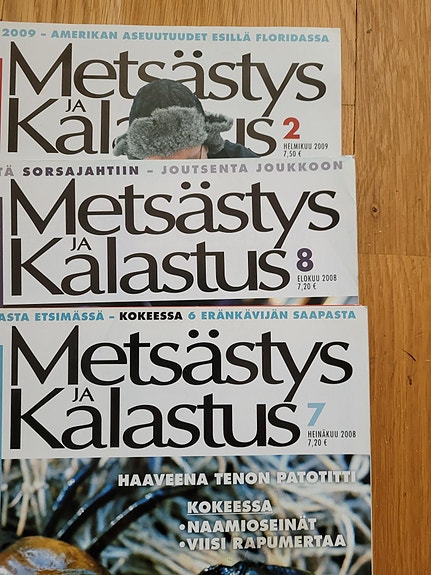 2009 – AMERIKAN ASEUUTUUDET ESILLÄ FLORIDASSA
Metsästys
JA
Kalastus
2
HELMIKUU 2009
7,50 €
SORSAJAHTIIN – JOUTSENTA JOUKKOON
Metsästys
JA
Kalastus
8
ELOKUU 2008
7,20 €
ETSIMÄSSÄ – KOKEESSA 6 ERÄNKÄVIJÄN SAAPASTA
Metsästys
JA
Kalastus
7
HEINÄKUU 2008
7,20 €
HAAVEENA TENON PATOTITTI
KOKEESSA
•NAAMIOSEINÄT
•VIISI RAPUMERTAA